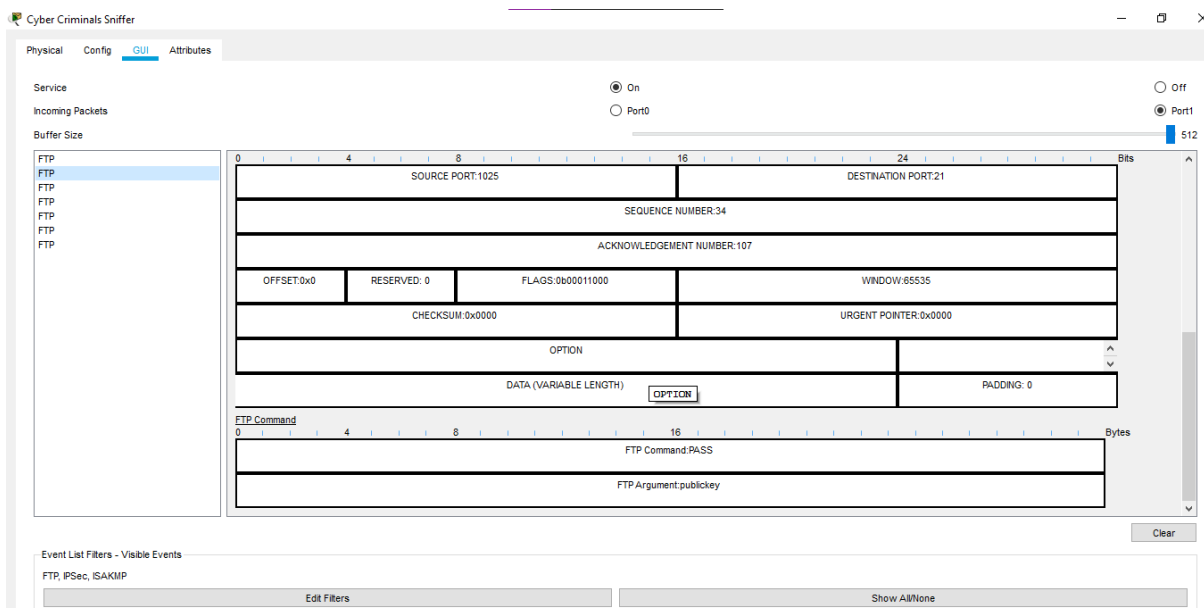 Cyber Criminals Sniffer
Physical Config GUI Attributes
Service On Off
Incoming Packets Port0 Port1
Buffer Size 512
FTP
FTP
FTP
FTP
FTP
FTP
FTP
0 4 8 16 24 Bits
SOURCE PORT:1025 DESTINATION PORT:21
SEQUENCE NUMBER:34
ACKNOWLEDGEMENT NUMBER:107
OFFSET:0x0 RESERVED: 0 FLAGS:0b00011000 WINDOW:65535
CHECKSUM:0x0000 URGENT POINTER:0x0000
OPTION
DATA (VARIABLE LENGTH) PADDING: 0
OPTION
FTP Command
0 4 8 16 Bytes
FTP Command:PASS
FTP Argument:publickey
Clear
Event List Filters - Visible Events
FTP, IPSec, ISAKMP
Edit Filters Show All/None